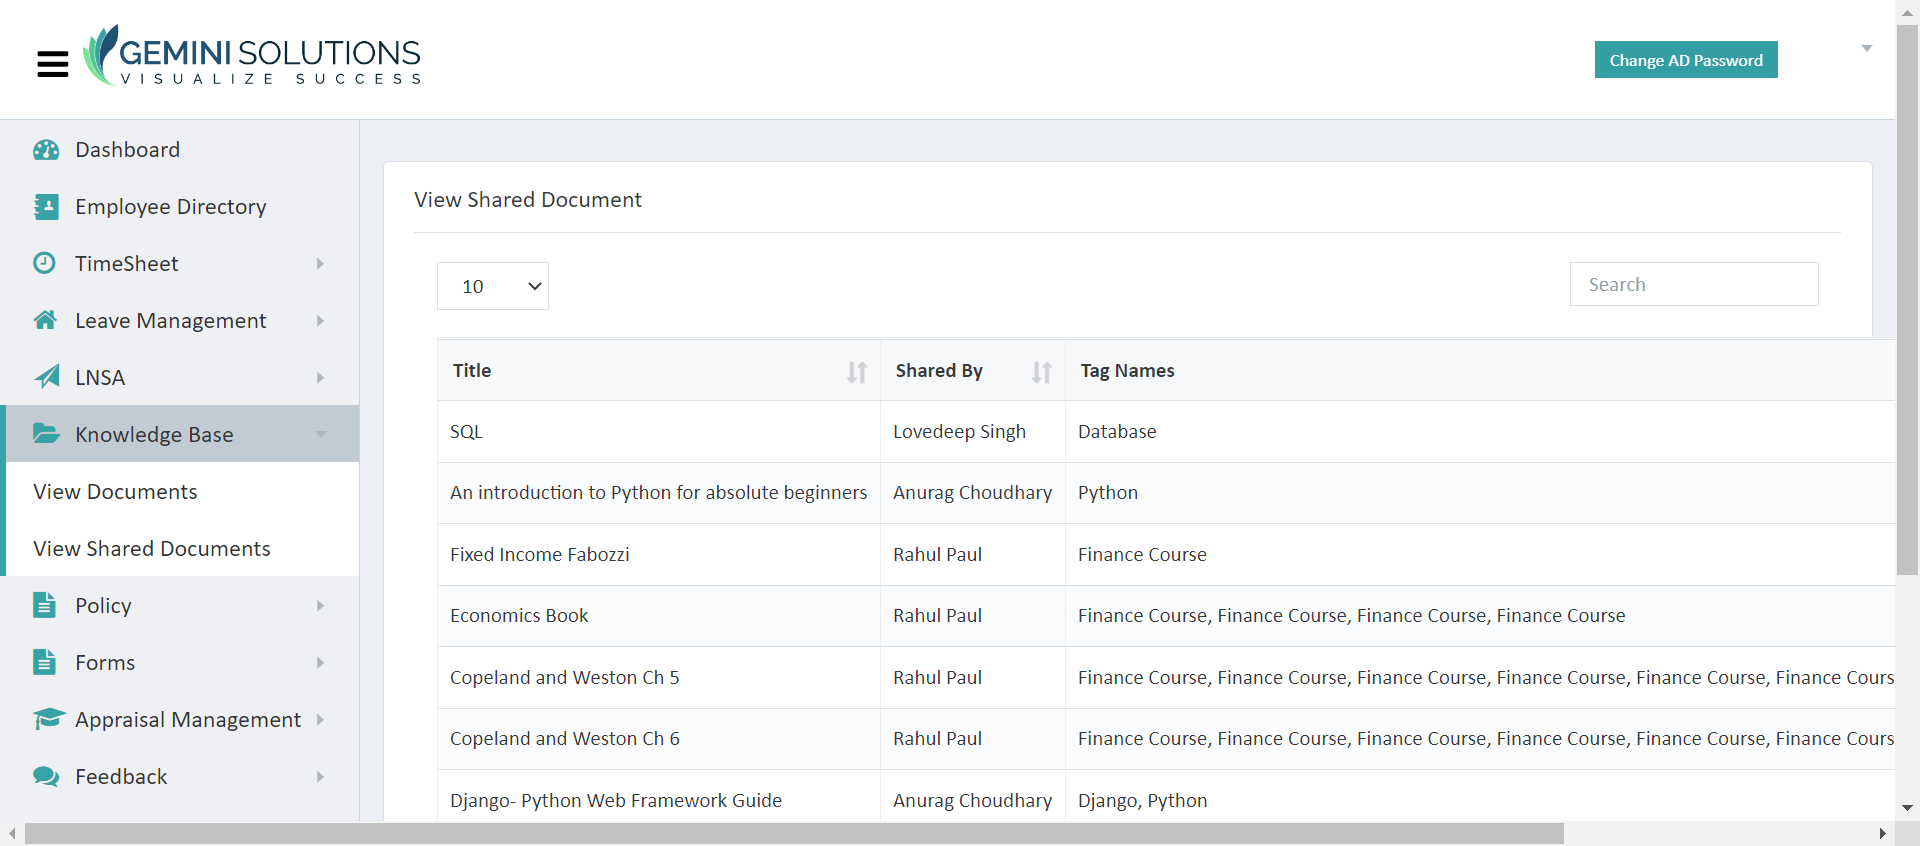 GEMINI SOLUTIONS
VISUALIZE SUCCESS
Change AD Password
Dashboard
Employee Directory
TimeSheet
Leave Management
LNSA
Knowledge Base
View Documents
View Shared Documents
Policy
Forms
Appraisal Management
Feedback
View Shared Document
10
Search
Title Shared By Tag Names
SQL Lovedeep Singh Database
An introduction to Python for absolute beginners Anurag Choudhary Python
Fixed Income Fabozzi Rahul Paul Finance Course
Economics Book Rahul Paul Finance Course, Finance Course, Finance Course, Finance Course
Copeland and Weston Ch 5 Rahul Paul Finance Course, Finance Course, Finance Course, Finance Course, Finance Course, Finance Cours
Copeland and Weston Ch 6 Rahul Paul Finance Course, Finance Course, Finance Course, Finance Course, Finance Course, Finance Cours
Django- Python Web Framework Guide Anurag Choudhary Django, Python